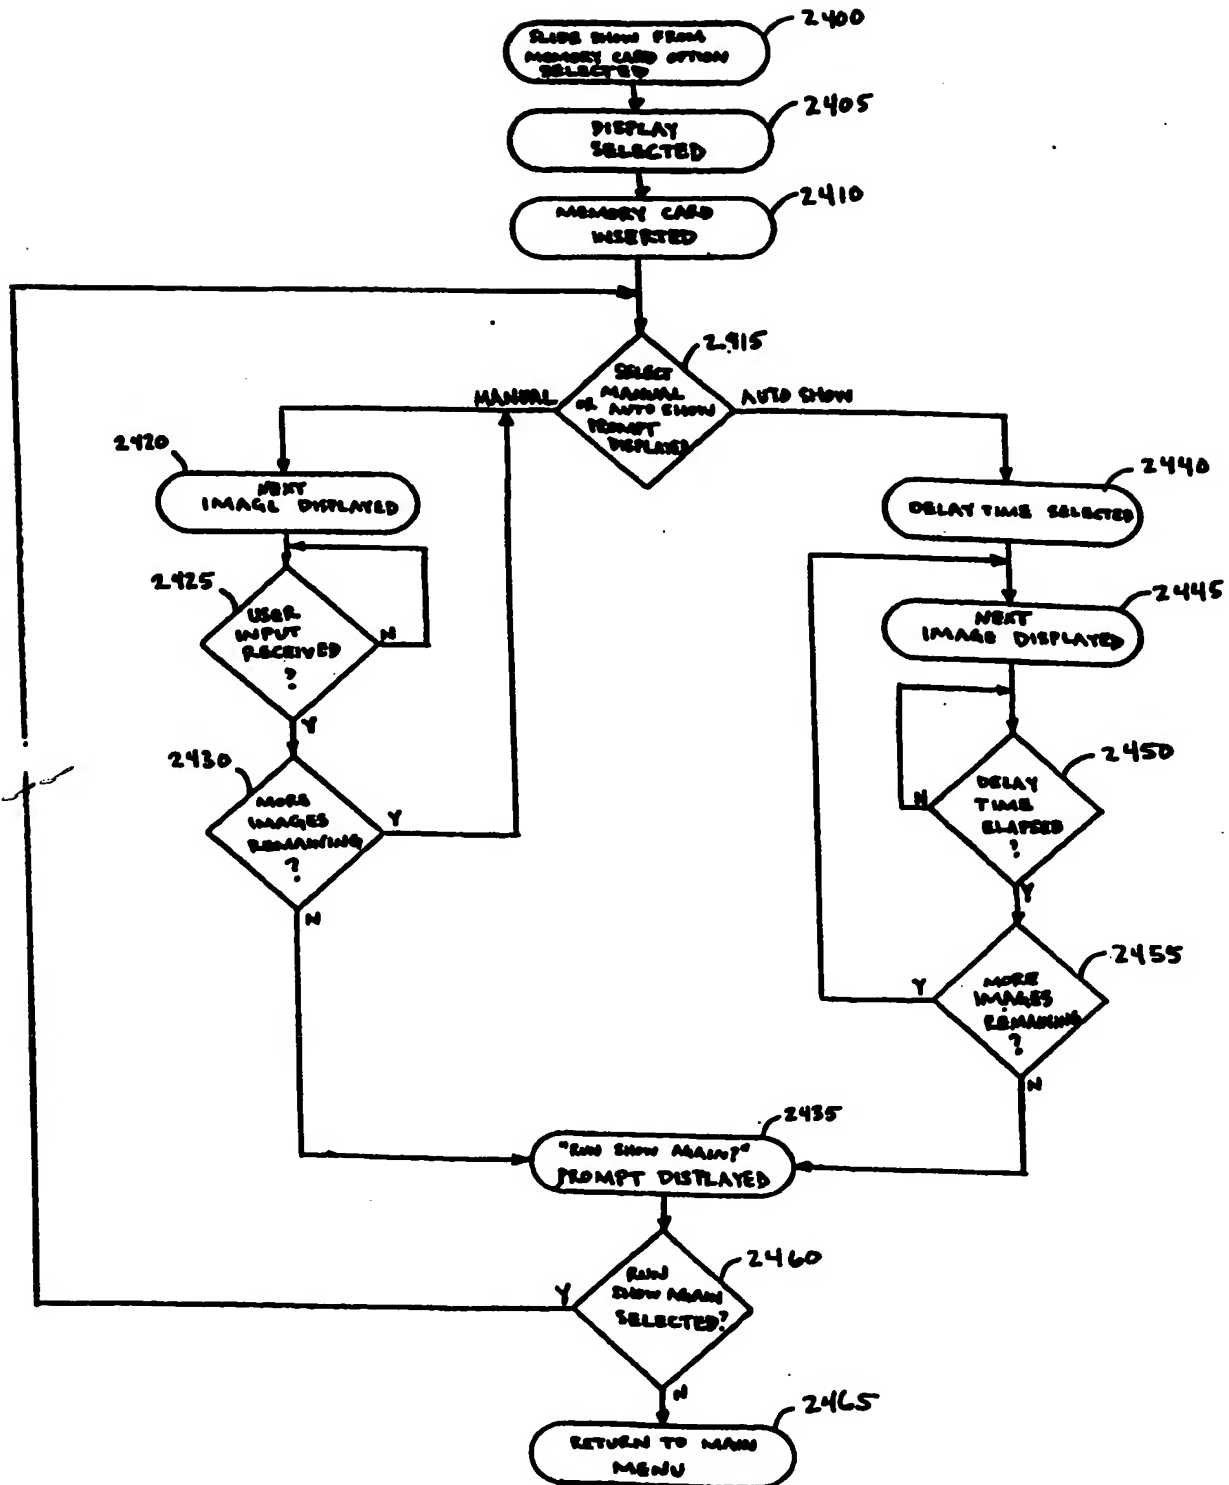 2400
SLIDE SHOW FROM
MEMORY CARD OPTION
SELECTED
2405
DISPLAY
SELECTED
2410
MEMORY CARD
INSERTED
2415
SELECT
MANUAL
OR AUTO SHOW
PROMPT
DISPLAYED
MANUAL
AUTO SHOW
2420
NEXT
IMAGE DISPLAYED
2425
USER
INPUT
RECEIVED
?
N
Y
2430
MORE
IMAGES
REMAINING
?
Y
N
2440
DELAY TIME SELECTED
2445
NEXT
IMAGE DISPLAYED
2450
DELAY
TIME
ELAPSED
?
N
Y
2455
MORE
IMAGES
REMAINING
?
Y
N
2435
"RUN SHOW AGAIN?"
PROMPT DISPLAYED
2460
RUN
SHOW AGAIN
SELECTED?
Y
N
2465
RETURN TO MAIN
MENU